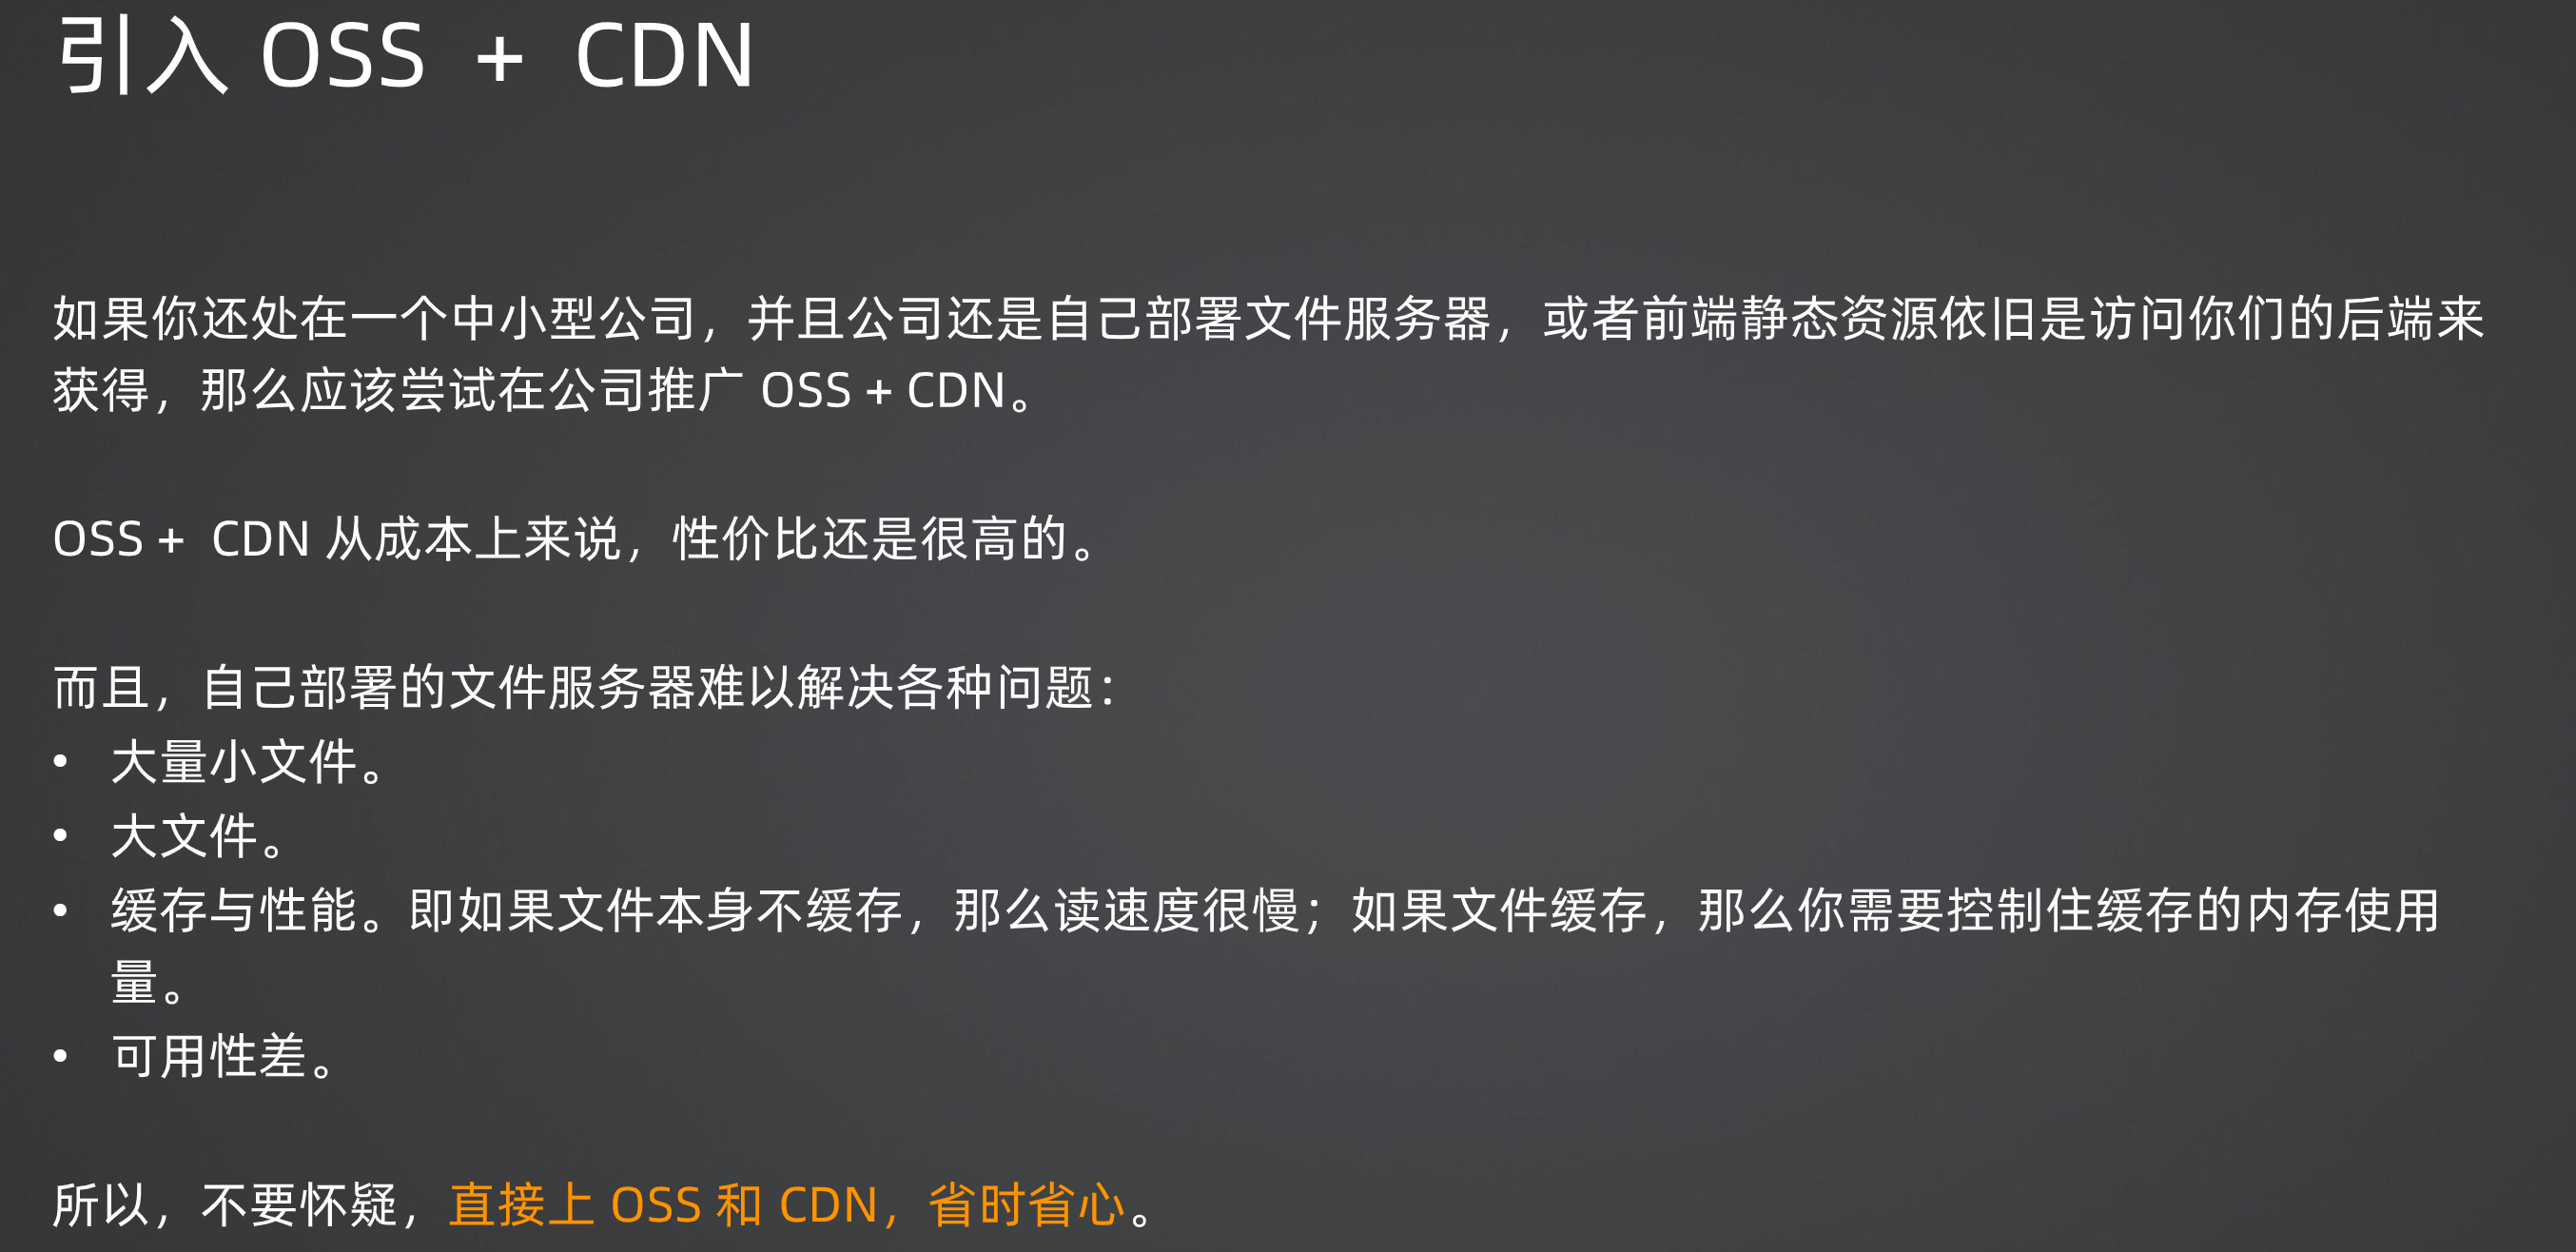 引入 OSS + CDN
如果你还处在一个中小型公司，并且公司还是自己部署文件服务器，或者前端静态资源依旧是访问你们的后端来
获得，那么应该尝试在公司推广 OSS + CDN。
OSS + CDN 从成本上来说，性价比还是很高的。
而且，自己部署的文件服务器难以解决各种问题：
• 大量小文件。
• 大文件。
• 缓存与性能。即如果文件本身不缓存，那么读速度很慢；如果文件缓存，那么你需要控制住缓存的内存使用
量。
• 可用性差。
所以，不要怀疑，直接上 OSS 和 CDN，省时省心。